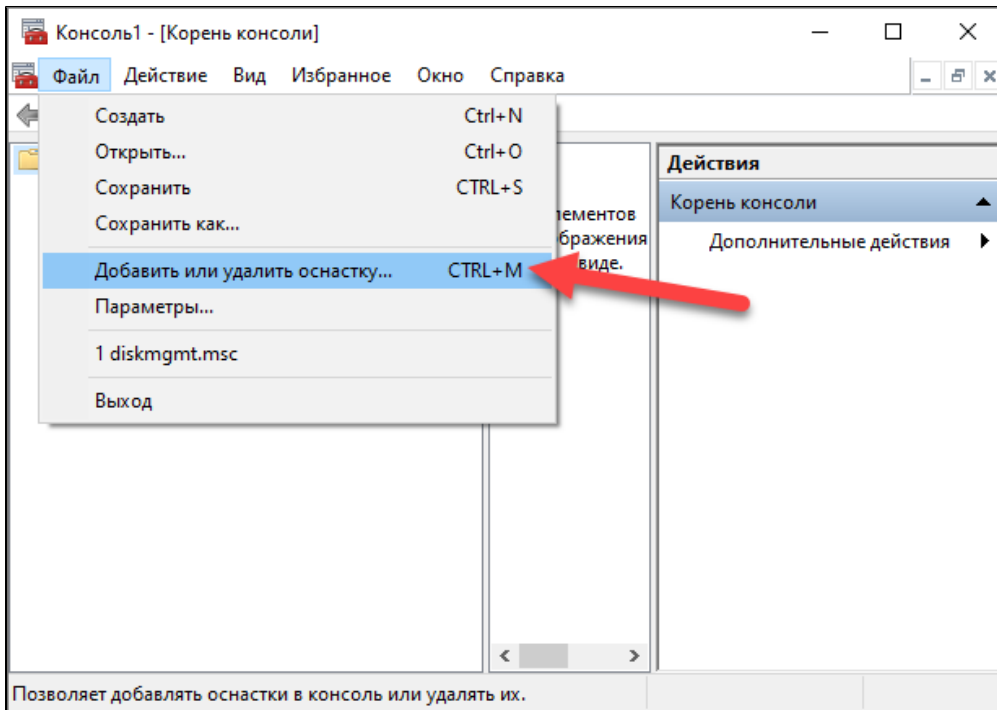 Консоль1 - [Корень консоли]
Файл Действие Вид Избранное Окно Справка
Создать Ctrl+N
Открыть... Ctrl+O
Сохранить CTRL+S
Сохранить как...
Добавить или удалить оснастку... CTRL+M
Параметры...
1 diskmgmt.msc
Выход
виде.
Действия
Корень консоли
Дополнительные действия
Позволяет добавлять оснастки в консоль или удалять их.